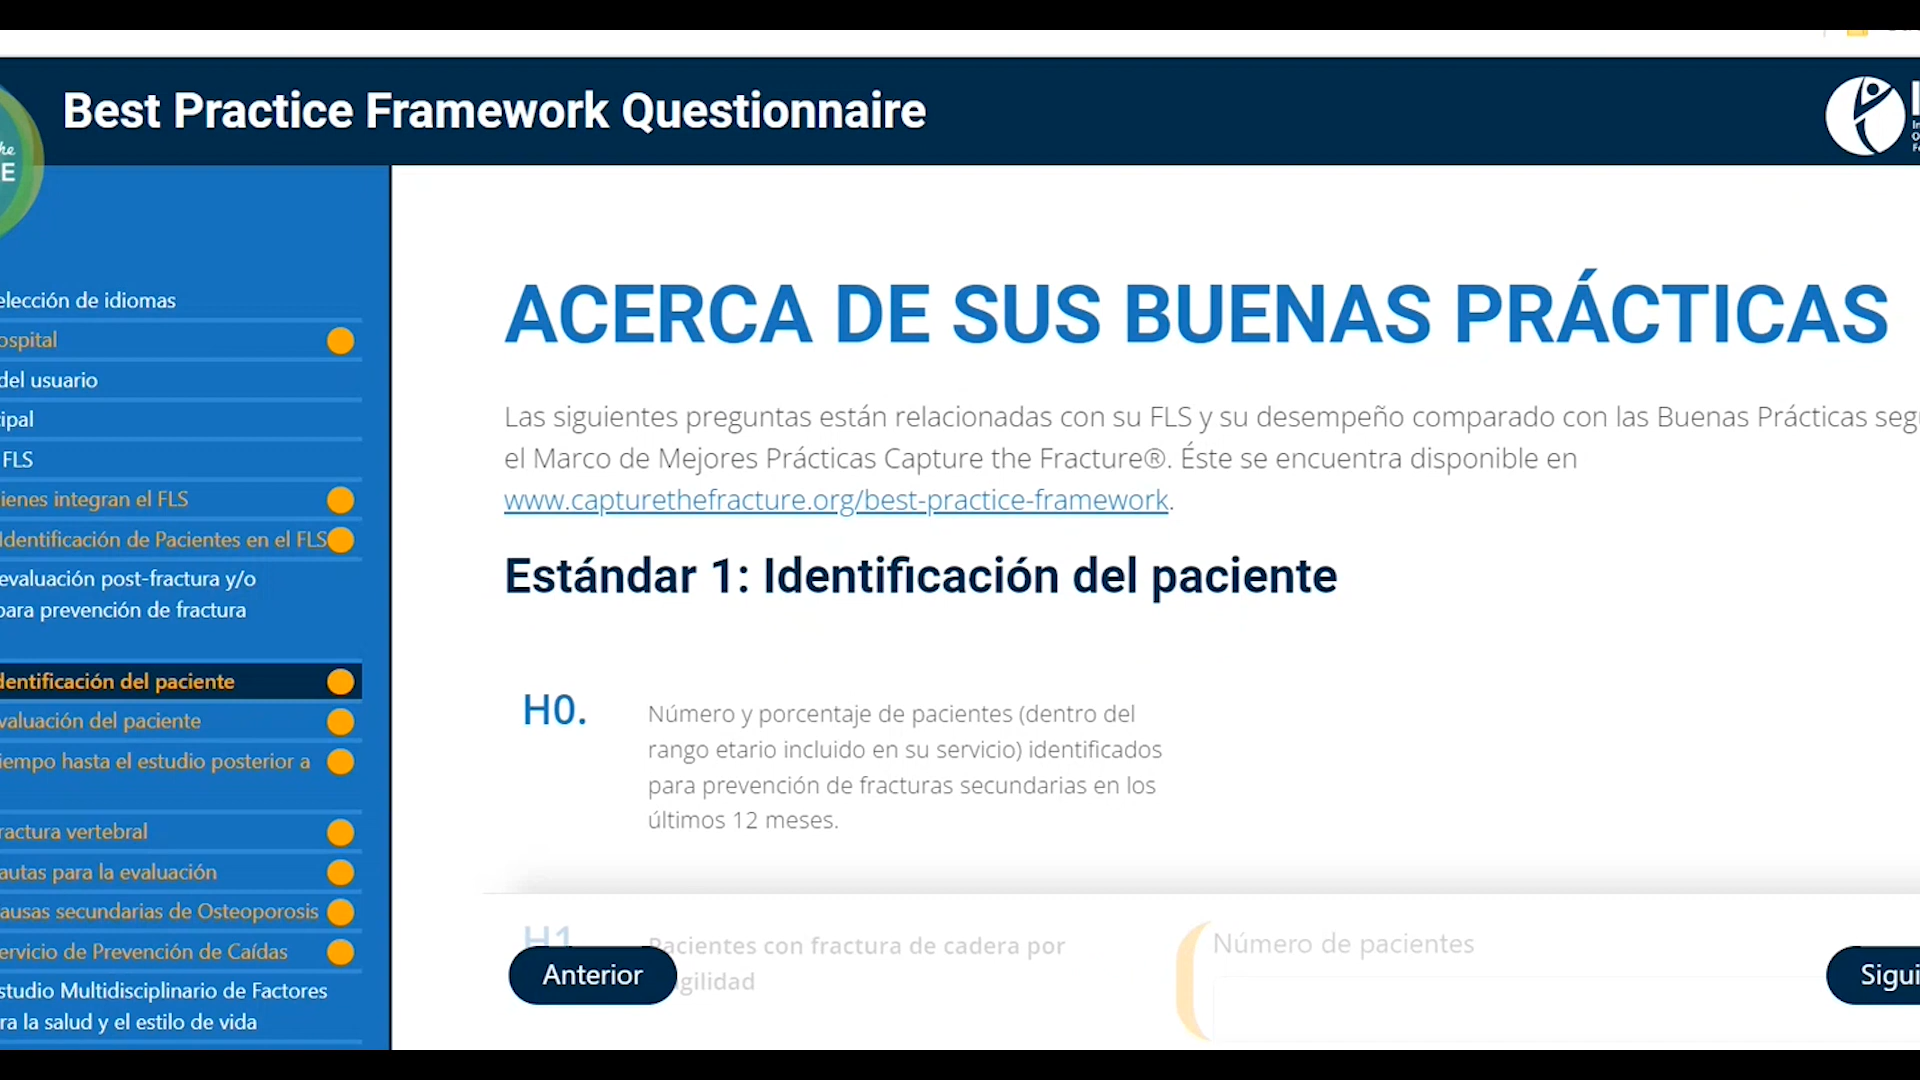 Best Practice Framework Questionnaire
he
E
elección de idiomas
ospital
del usuario
cipal
FLS
ienes integran el FLS
Identificación de Pacientes en el FLS
evaluación post-fractura y/o
para prevención de fractura
dentificación del paciente
valuación del paciente
iempo hasta el estudio posterior a
ractura vertebral
autas para la evaluación
ausas secundarias de Osteoporosis
ervicio de Prevención de Caídas
studio Multidisciplinario de Factores
ra la salud y el estilo de vida
ACERCA DE SUS BUENAS PRÁCTICAS
Las siguientes preguntas están relacionadas con su FLS y su desempeño comparado con las Buenas Prácticas seg
el Marco de Mejores Prácticas Capture the Fracture®. Éste se encuentra disponible en
www.capturethefracture.org/best-practice-framework.
Estándar 1: Identificación del paciente
H0.
Número y porcentaje de pacientes (dentro del
rango etario incluido en su servicio) identificados
para prevención de fracturas secundarias en los
últimos 12 meses.
H1
Pacientes con fractura de cadera por
gilidad
Número de pacientes
Anterior
Sigui